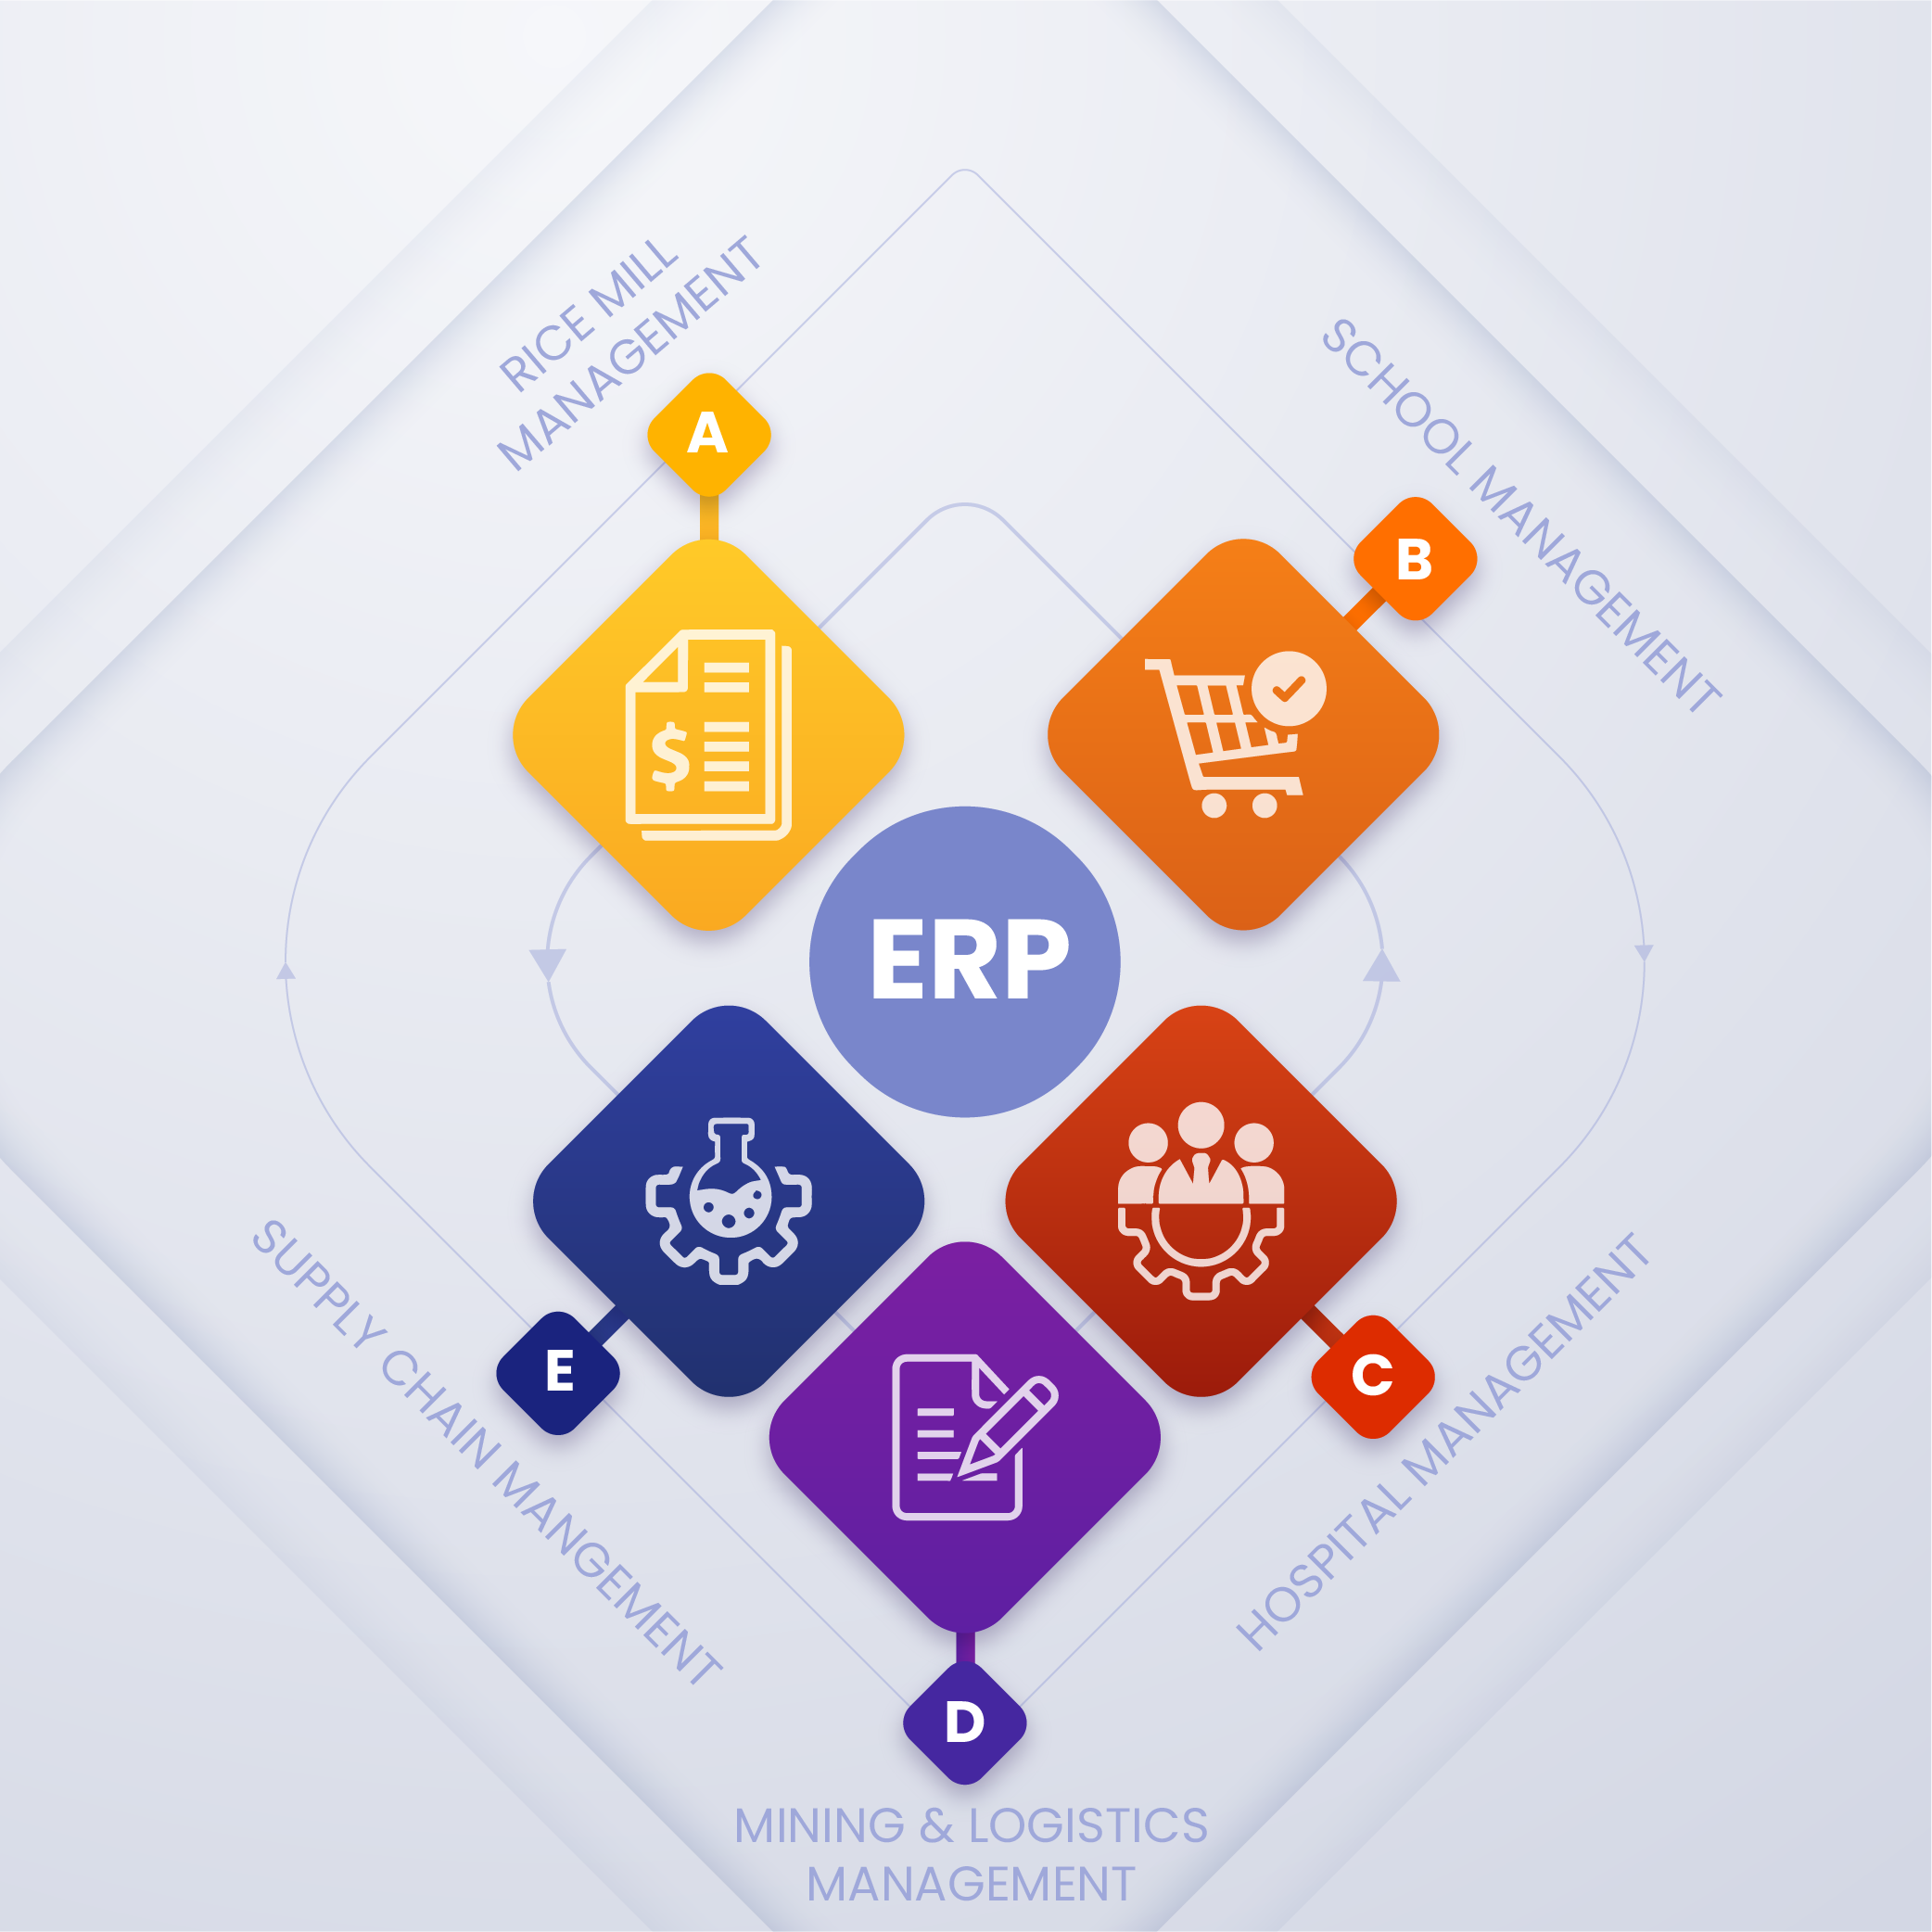 RICE MILL
MANAGEMENT
A
SCHOOL MANAGEMENT
B
$
ERP
E
SUPPLY CHAIN MANGEMENT
C
HOSPITAL MANAGEMENT
D
MINING & LOGISTICS
MANAGEMENT